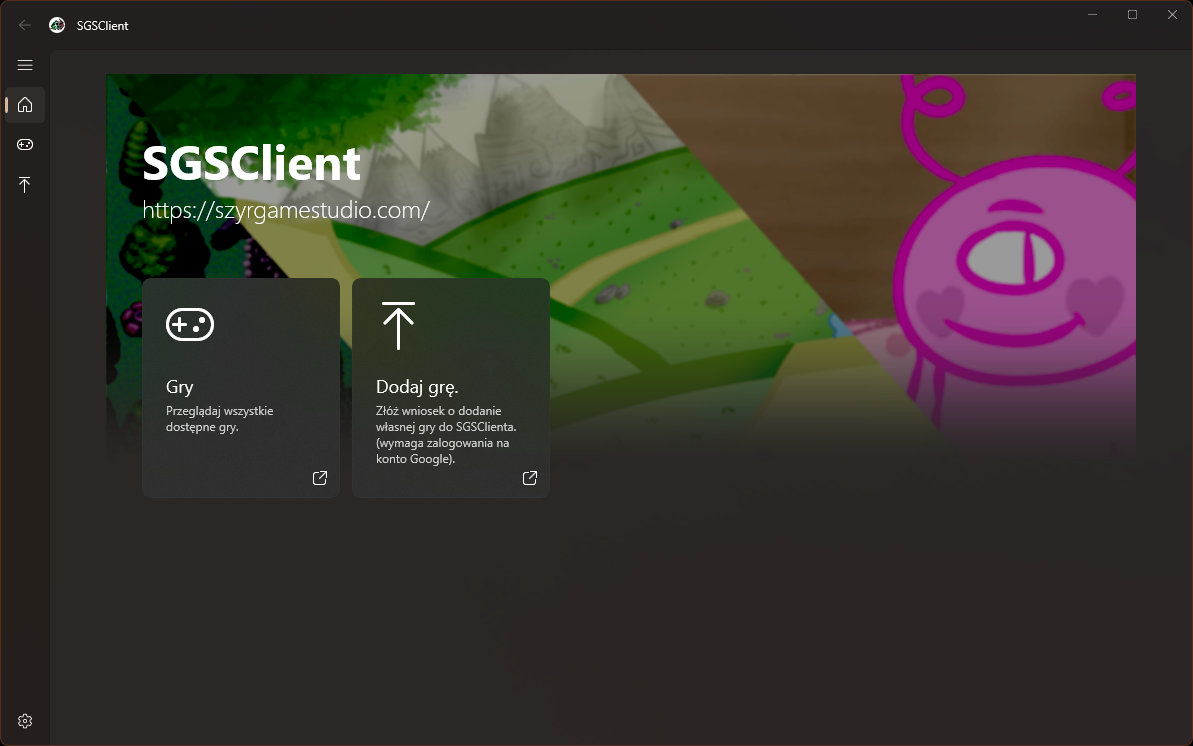 SGSClient
SGSClient
https://szyrgamestudio.com/
Gry
Przeglądaj wszystkie
dostępne gry.
Dodaj grę.
Złóż wniosek o dodanie
własnej gry do SGSClienta.
(wymaga zalogowania na
konto Google).